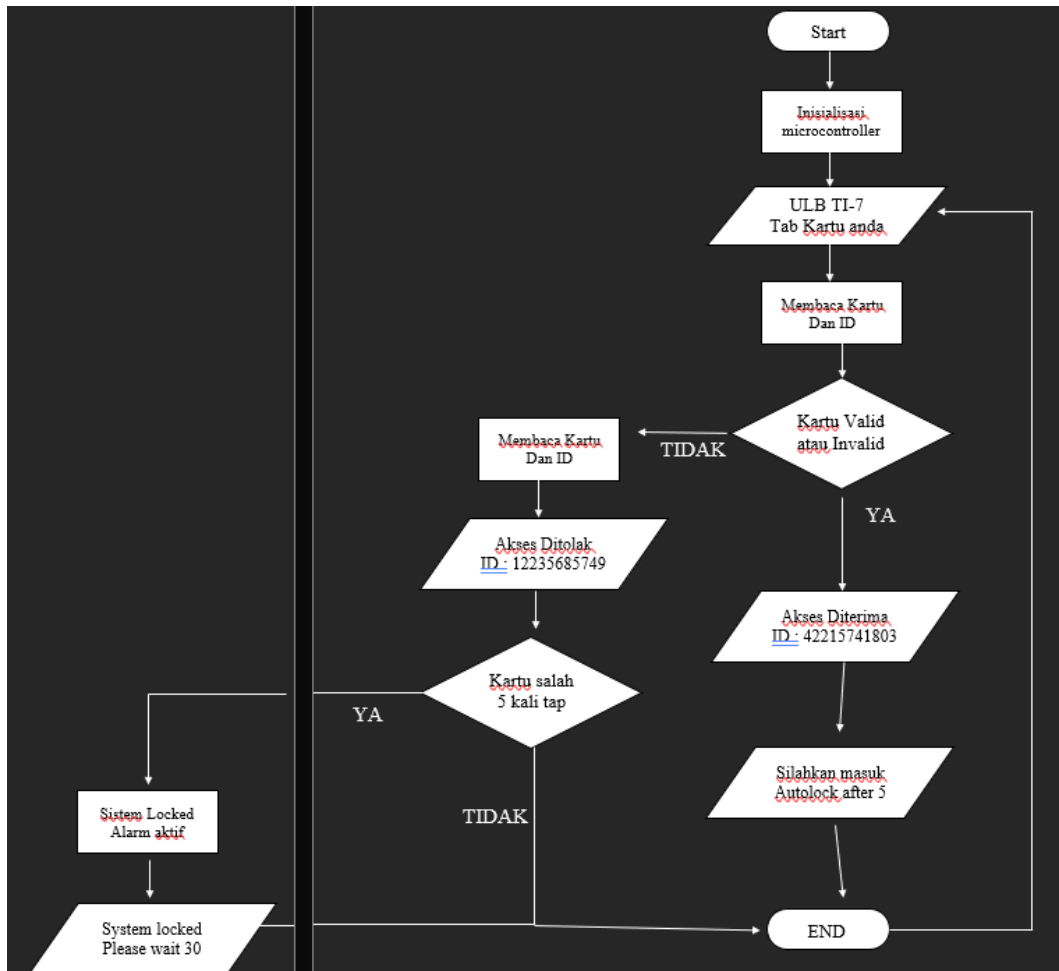 Start
Inisialisasi
microcontroller
ULB TI-7
Tab Kartu anda
Membaca Kartu
Dan ID
Kartu Valid
atau Invalid
TIDAK
YA
Membaca Kartu
Dan ID
Akses Ditolak
ID : 12235685749
Akses Diterima
ID : 42215741803
Kartu salah
5 kali tap
YA
TIDAK
Silahkan masuk
Autolock after 5
Sistem Locked
Alarm aktif
System locked
Please wait 30
END